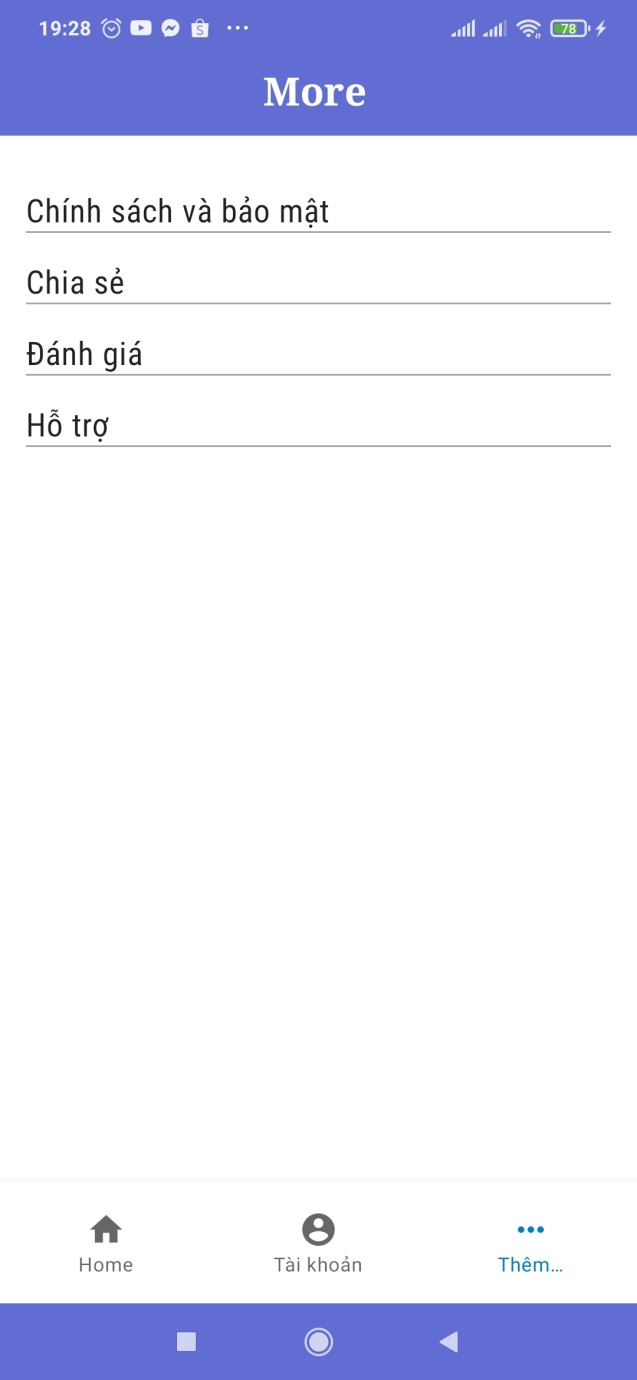 19:28
78
More
Chính sách và bảo mật
Chia sẻ
Đánh giá
Hỗ trợ
Home
Tài khoản
Thêm...